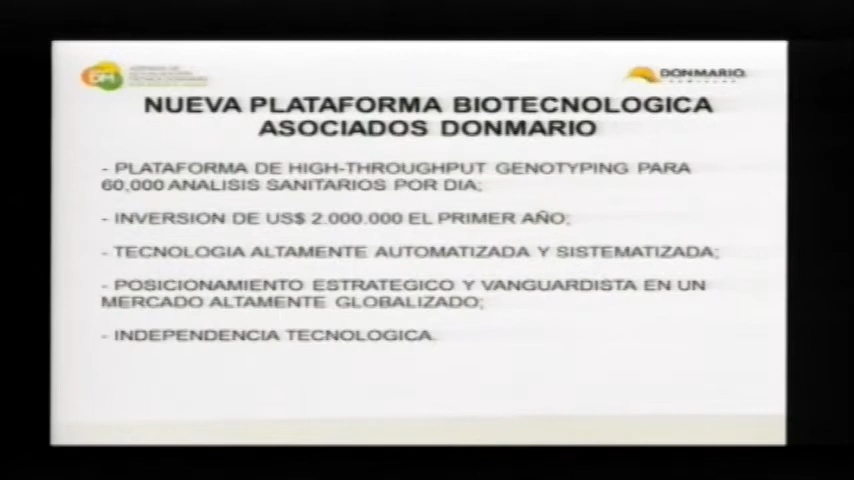 DM
DONMARIO
NUEVA PLATAFORMA BIOTECNOLOGICA
ASOCIADOS DONMARIO
- PLATAFORMA DE HIGH-THROUGHPUT GENOTYPING PARA
60,000 ANALISIS SANITARIOS POR DIA;
- INVERSION DE US$ 2.000.000 EL PRIMER AÑO;
- TECNOLOGIA ALTAMENTE AUTOMATIZADA Y SISTEMATIZADA;
- POSICIONAMIENTO ESTRATEGICO Y VANGUARDISTA EN UN
MERCADO ALTAMENTE GLOBALIZADO;
- INDEPENDENCIA TECNOLOGICA.